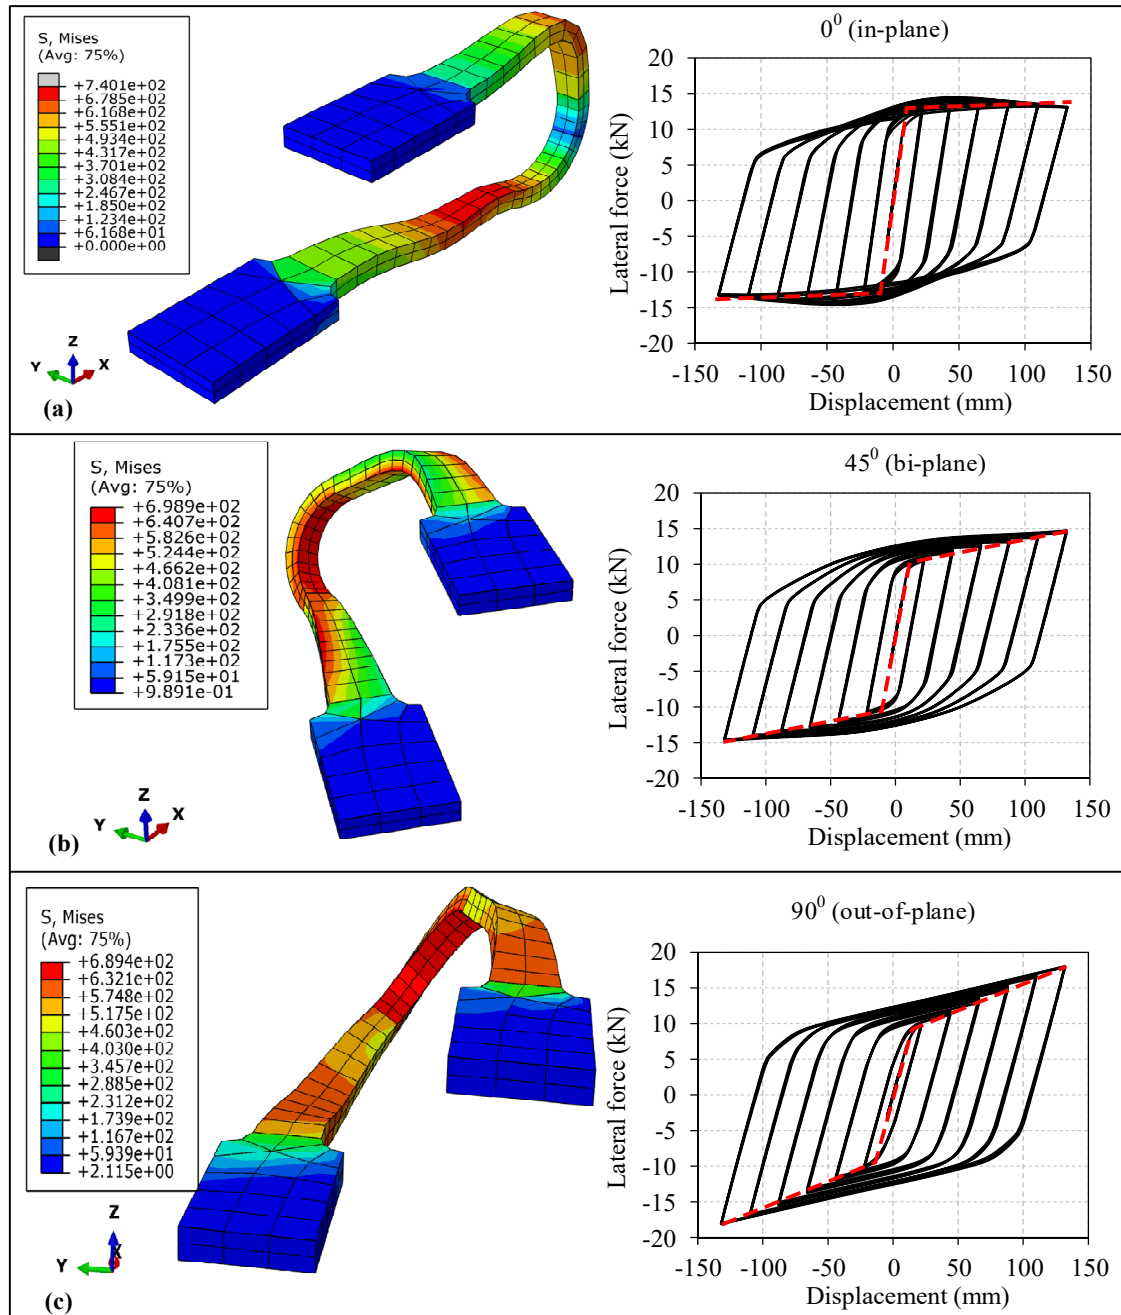 S, Mises
(Avg: 75%)
+7.401e+02
+6.785e+02
+6.168e+02
+5.551e+02
+4.934e+02
+4.317e+02
+3.701e+02
+3.084e+02
+2.467e+02
+1.850e+02
+1.234e+02
+6.168e+01
+0.000e+00
Z
Y
X
(a)
0⁰ (in-plane)
Lateral force (kN)
20
15
10
5
0
-5
-10
-15
-20
-150 -100 -50 0 50 100 150
Displacement (mm)
S, Mises
(Avg: 75%)
+6.989e+02
+6.407e+02
+5.826e+02
+5.244e+02
+4.662e+02
+4.081e+02
+3.499e+02
+2.918e+02
+2.336e+02
+1.755e+02
+1.173e+02
+5.915e+01
+9.891e-01
Z
Y
X
(b)
45⁰ (bi-plane)
Lateral force (kN)
20
15
10
5
0
-5
-10
-15
-20
-150 -100 -50 0 50 100 150
Displacement (mm)
S, Mises
(Avg: 75%)
+6.894e+02
+6.321e+02
+5.748e+02
+5.175e+02
+4.603e+02
+4.030e+02
+3.457e+02
+2.885e+02
+2.312e+02
+1.739e+02
+1.167e+02
+5.939e+01
+2.115e+00
Z
Y
X
(c)
90⁰ (out-of-plane)
Lateral force (kN)
20
15
10
5
0
-5
-10
-15
-20
-150 -100 -50 0 50 100 150
Displacement (mm)